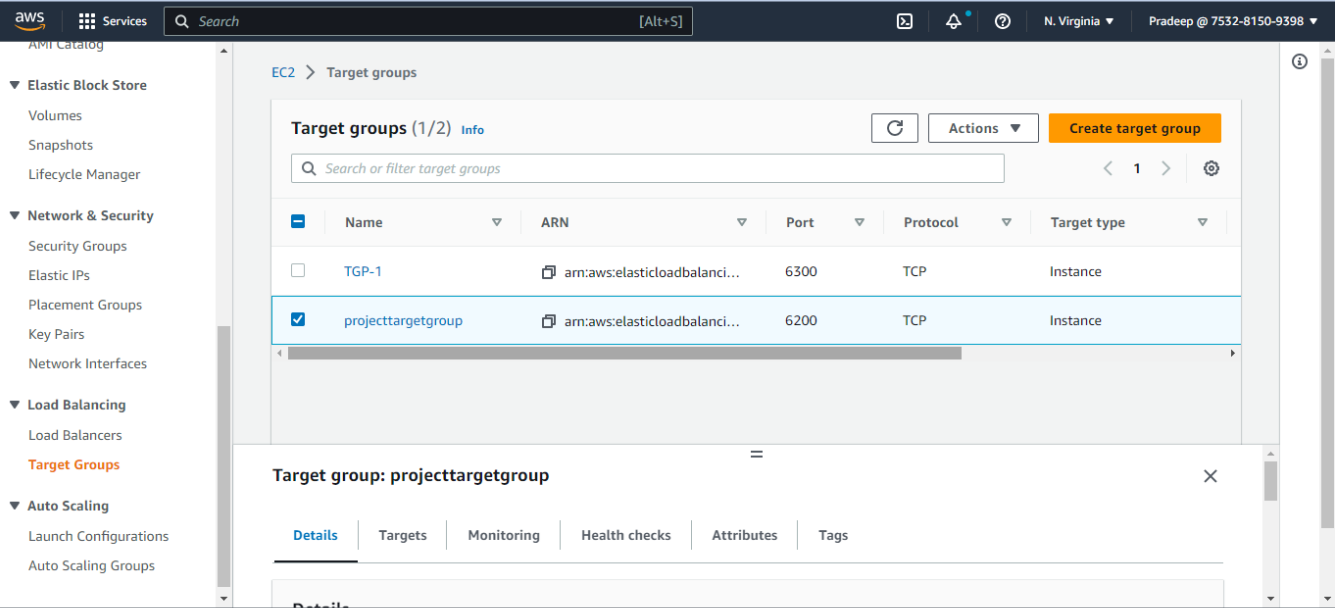 aws Services Search [Alt+S] N. Virginia ▼ Pradeep @ 7532-8150-9398 ▼
AMI Catalog
Elastic Block Store
Volumes
Snapshots
Lifecycle Manager
Network & Security
Security Groups
Elastic IPs
Placement Groups
Key Pairs
Network Interfaces
Load Balancing
Load Balancers
Target Groups
Auto Scaling
Launch Configurations
Auto Scaling Groups
EC2 > Target groups
Target groups (1/2) Info Actions ▼ Create target group
Search or filter target groups < 1 >
Name ARN Port Protocol Target type
TGP-1 arn:aws:elasticloadbalanci... 6300 TCP Instance
projecttargetgroup arn:aws:elasticloadbalanci... 6200 TCP Instance
Target group: projecttargetgroup
Details Targets Monitoring Health checks Attributes Tags
Details